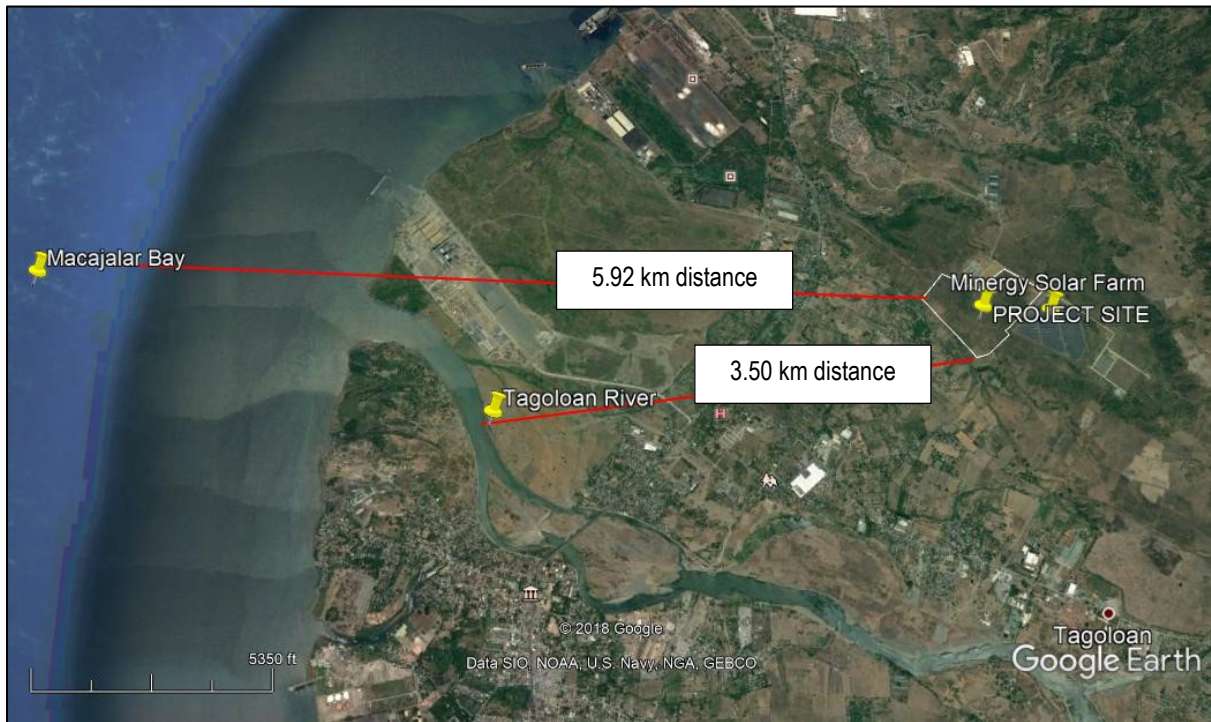 Macajalar Bay
5.92 km distance
Minergy Solar Farm
PROJECT SITE
3.50 km distance
Tagoloan River
H
© 2018 Google
Data SIO, NOAA, U.S. Navy, NGA, GEBCO
5350 ft
Tagoloan
Google Earth